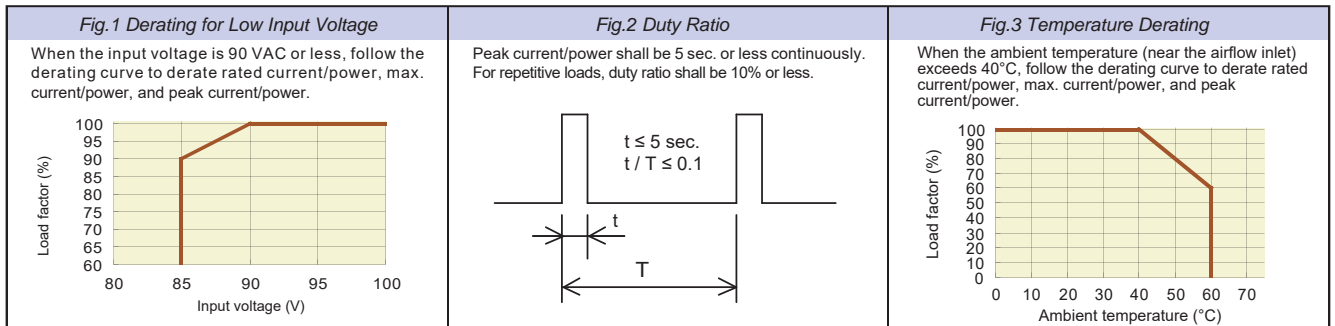 Fig.1 Derating for Low Input Voltage
When the input voltage is 90 VAC or less, follow the
derating curve to derate rated current/power, max.
current/power, and peak current/power.
100
95
90
85
80
75
70
65
60
Load factor (%)
80 85 90 95 100
Input voltage (V)
Fig.2 Duty Ratio
Peak current/power shall be 5 sec. or less continuously.
For repetitive loads, duty ratio shall be 10% or less.
t ≤ 5 sec.
t / T ≤ 0.1
t
T
Fig.3 Temperature Derating
When the ambient temperature (near the airflow inlet)
exceeds 40°C, follow the derating curve to derate rated
current/power, max. current/power, and peak
current/power.
100
90
80
70
60
50
40
30
20
10
0
Load factor (%)
0 10 20 30 40 50 60 70
Ambient temperature (°C)